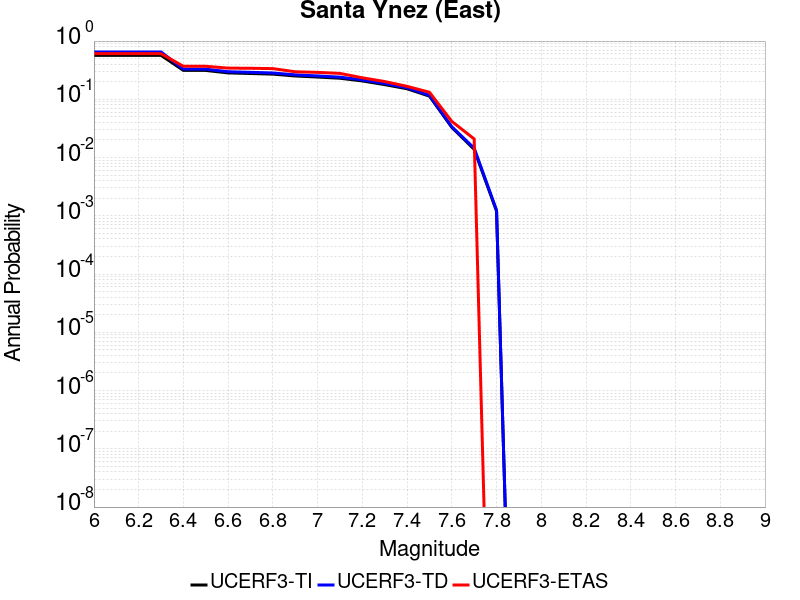 Santa Ynez (East)
10^0
10^-1
10^-2
10^-3
10^-4
10^-5
10^-6
10^-7
10^-8
Annual Probability
6 6.2 6.4 6.6 6.8 7 7.2 7.4 7.6 7.8 8 8.2 8.4 8.6 8.8 9
Magnitude
UCERF3-TI UCERF3-TD UCERF3-ETAS